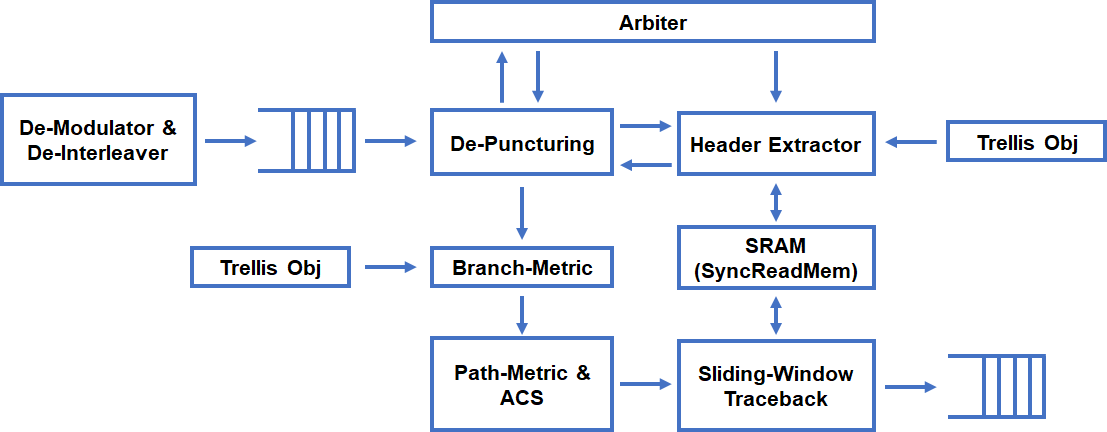 Arbiter
De-Modulator &
De-Interleaver
De-Puncturing
Header Extractor
Trellis Obj
Trellis Obj
Branch-Metric
SRAM
(SyncReadMem)
Path-Metric &
ACS
Sliding-Window
Traceback